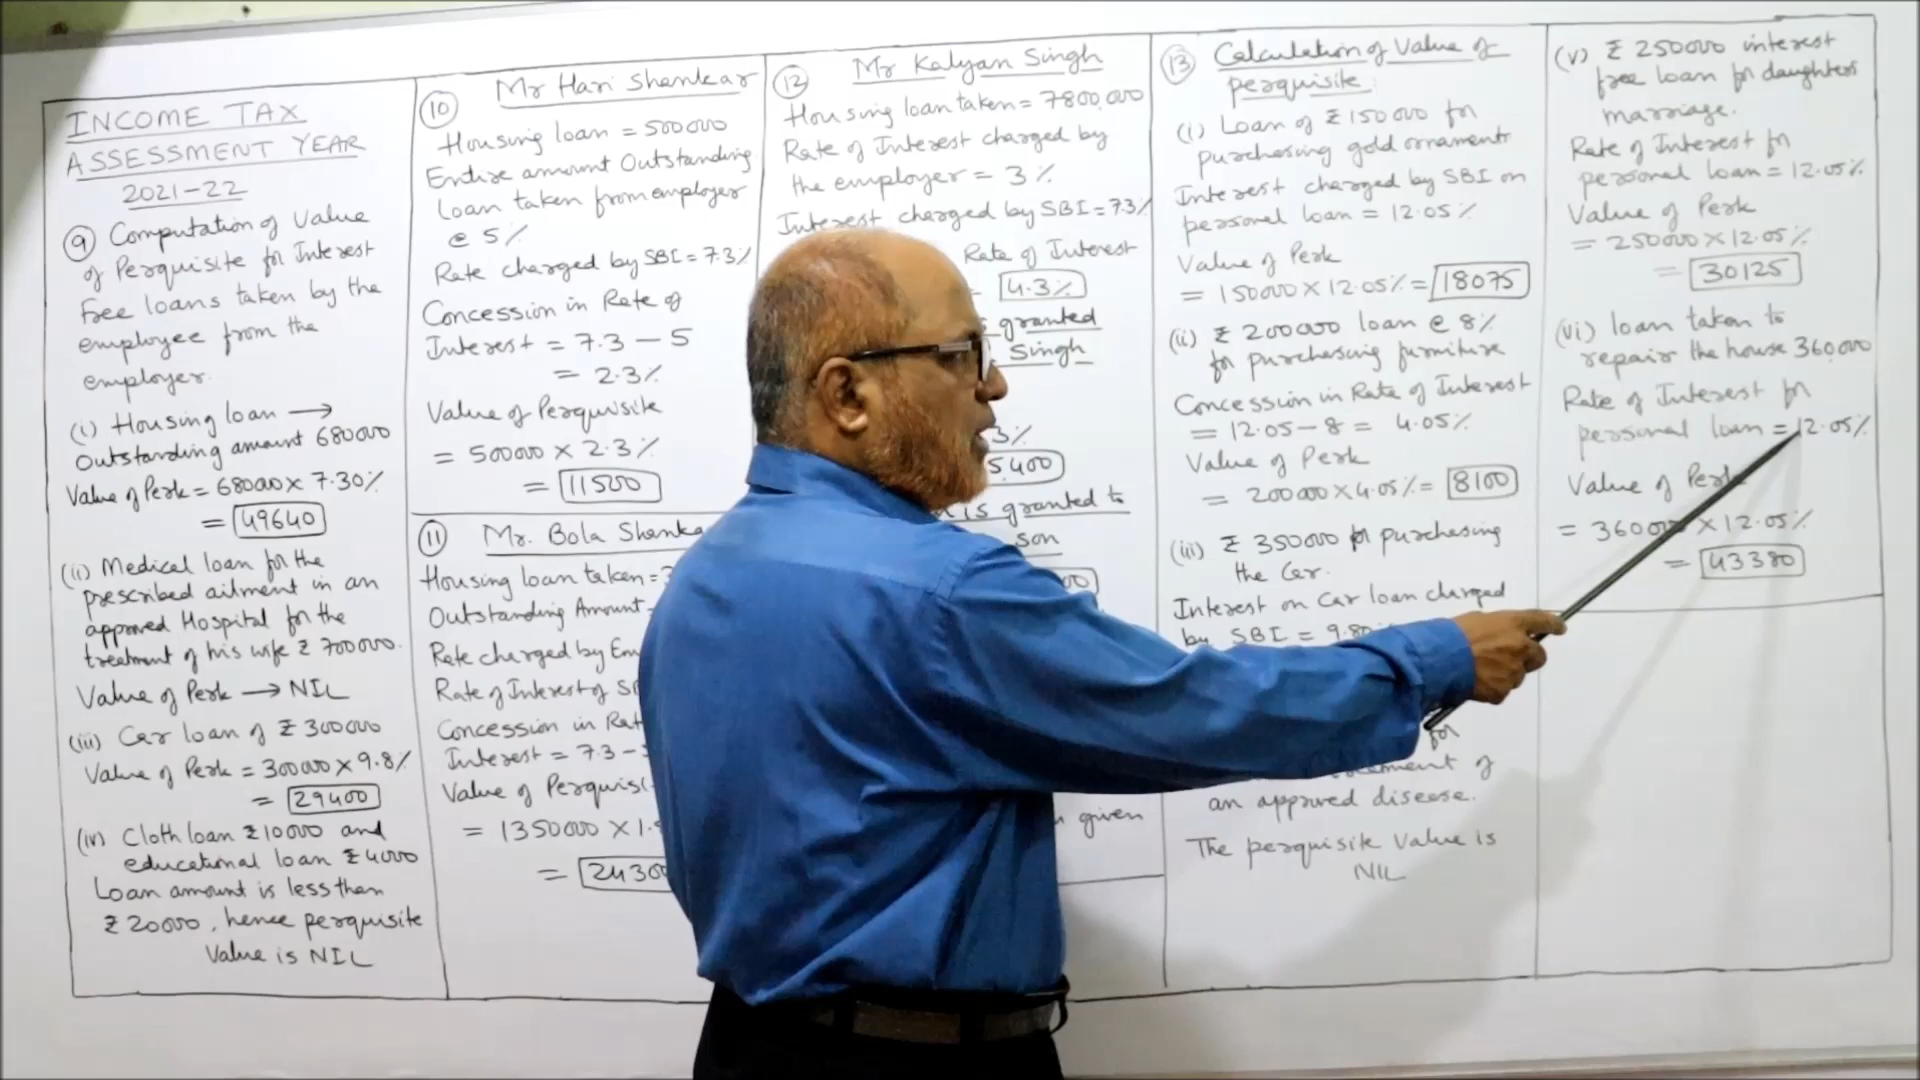 INCOME TAX
ASSESSMENT YEAR
2021-22
(9) Computation of Value
of Perquisite for Interest
Free loans taken by the
employee from the
employer.
(i) Housing loan →
Outstanding amount 680000
Value of Perk = 680000 x 7.30%
= 49640
(ii) Medical loan for the
prescribed ailment in an
approved Hospital for the
treatment of his wife ₹ 700000.
Value of Perk → NIL
(iii) Car loan of ₹ 300000
Value of Perk = 300000 x 9.8%
= 29400
(iv) Cloth loan ₹10000 and
educational loan ₹4000
Loan amount is less than
₹ 20000, hence perquisite
Value is NIL
(10) Mr Hari Shankar
Housing loan = 500000
Entire amount Outstanding
loan taken from employer
@ 5%
Rate charged by SBI = 7.3%
Concession in Rate of
Interest = 7.3 - 5
= 2.3%
Value of Perquisite
= 500000 x 2.3%
= 11500
(11) Mr. Bola
Housing loan taken =
Outstanding Amount
Rate charged by
Rate of Interest of
Concession in
Interest = 7.3 -
Value of
= 1350000 x
=
(12) Mr Kalyan Singh
Housing loan taken = 7800,000
Rate of Interest charged by
the employer = 3%
Interest charged by SBI = 7.3%
Rate of Interest
4.3%
granted
Singh
is granted to
son
given
(13) Calculation of Value of
perquisite.
(i) Loan of ₹150000 for
purchasing gold ornaments
Interest charged by SBI on
personal loan = 12.05%
Value of Perk
= 150000 x 12.05% = 18075
(ii) ₹ 200000 loan @ 8%
for purchasing furniture
Concession in Rate of Interest
= 12.05 - 8 = 4.05%
Value of Perk
= 200000 x 4.05% = 8100
(iii) ₹ 350000 for purchasing
the Car.
Interest on Car loan charged
by SBI =
for
of
an approved disease.
The perquisite Value is
NIL
(v) ₹ 250000 interest
free loan for daughters
marriage.
Rate of Interest for
personal loan = 12.05%
Value of Perk
= 250000 x 12.05%
= 30125
(vi) loan taken to
repair the house 360,000
Rate of Interest for
personal loan = 12.05%
Value of Perk
= 360000 x 12.05%
= 43380